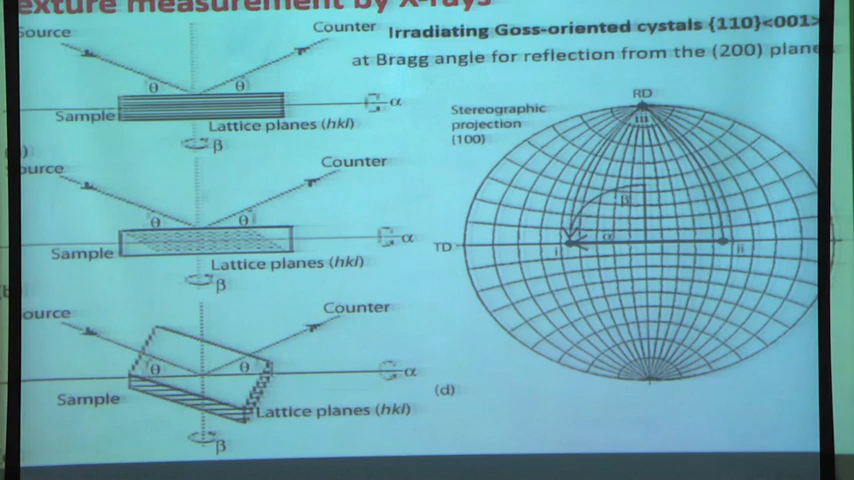 exture measurement by X-rays
Irradiating Goss-oriented cystals {110}<001>
at Bragg angle for reflection from the (200) plane
Source
Counter
θ
θ
α
Sample
Lattice planes (hkl)
β
ource
Counter
θ
θ
α
Sample
Lattice planes (hkl)
β
ource
Counter
θ
θ
α
Sample
Lattice planes (hkl)
β
(d)
Stereographic
projection
(100)
RD
iii
β
α
TD
i
ii